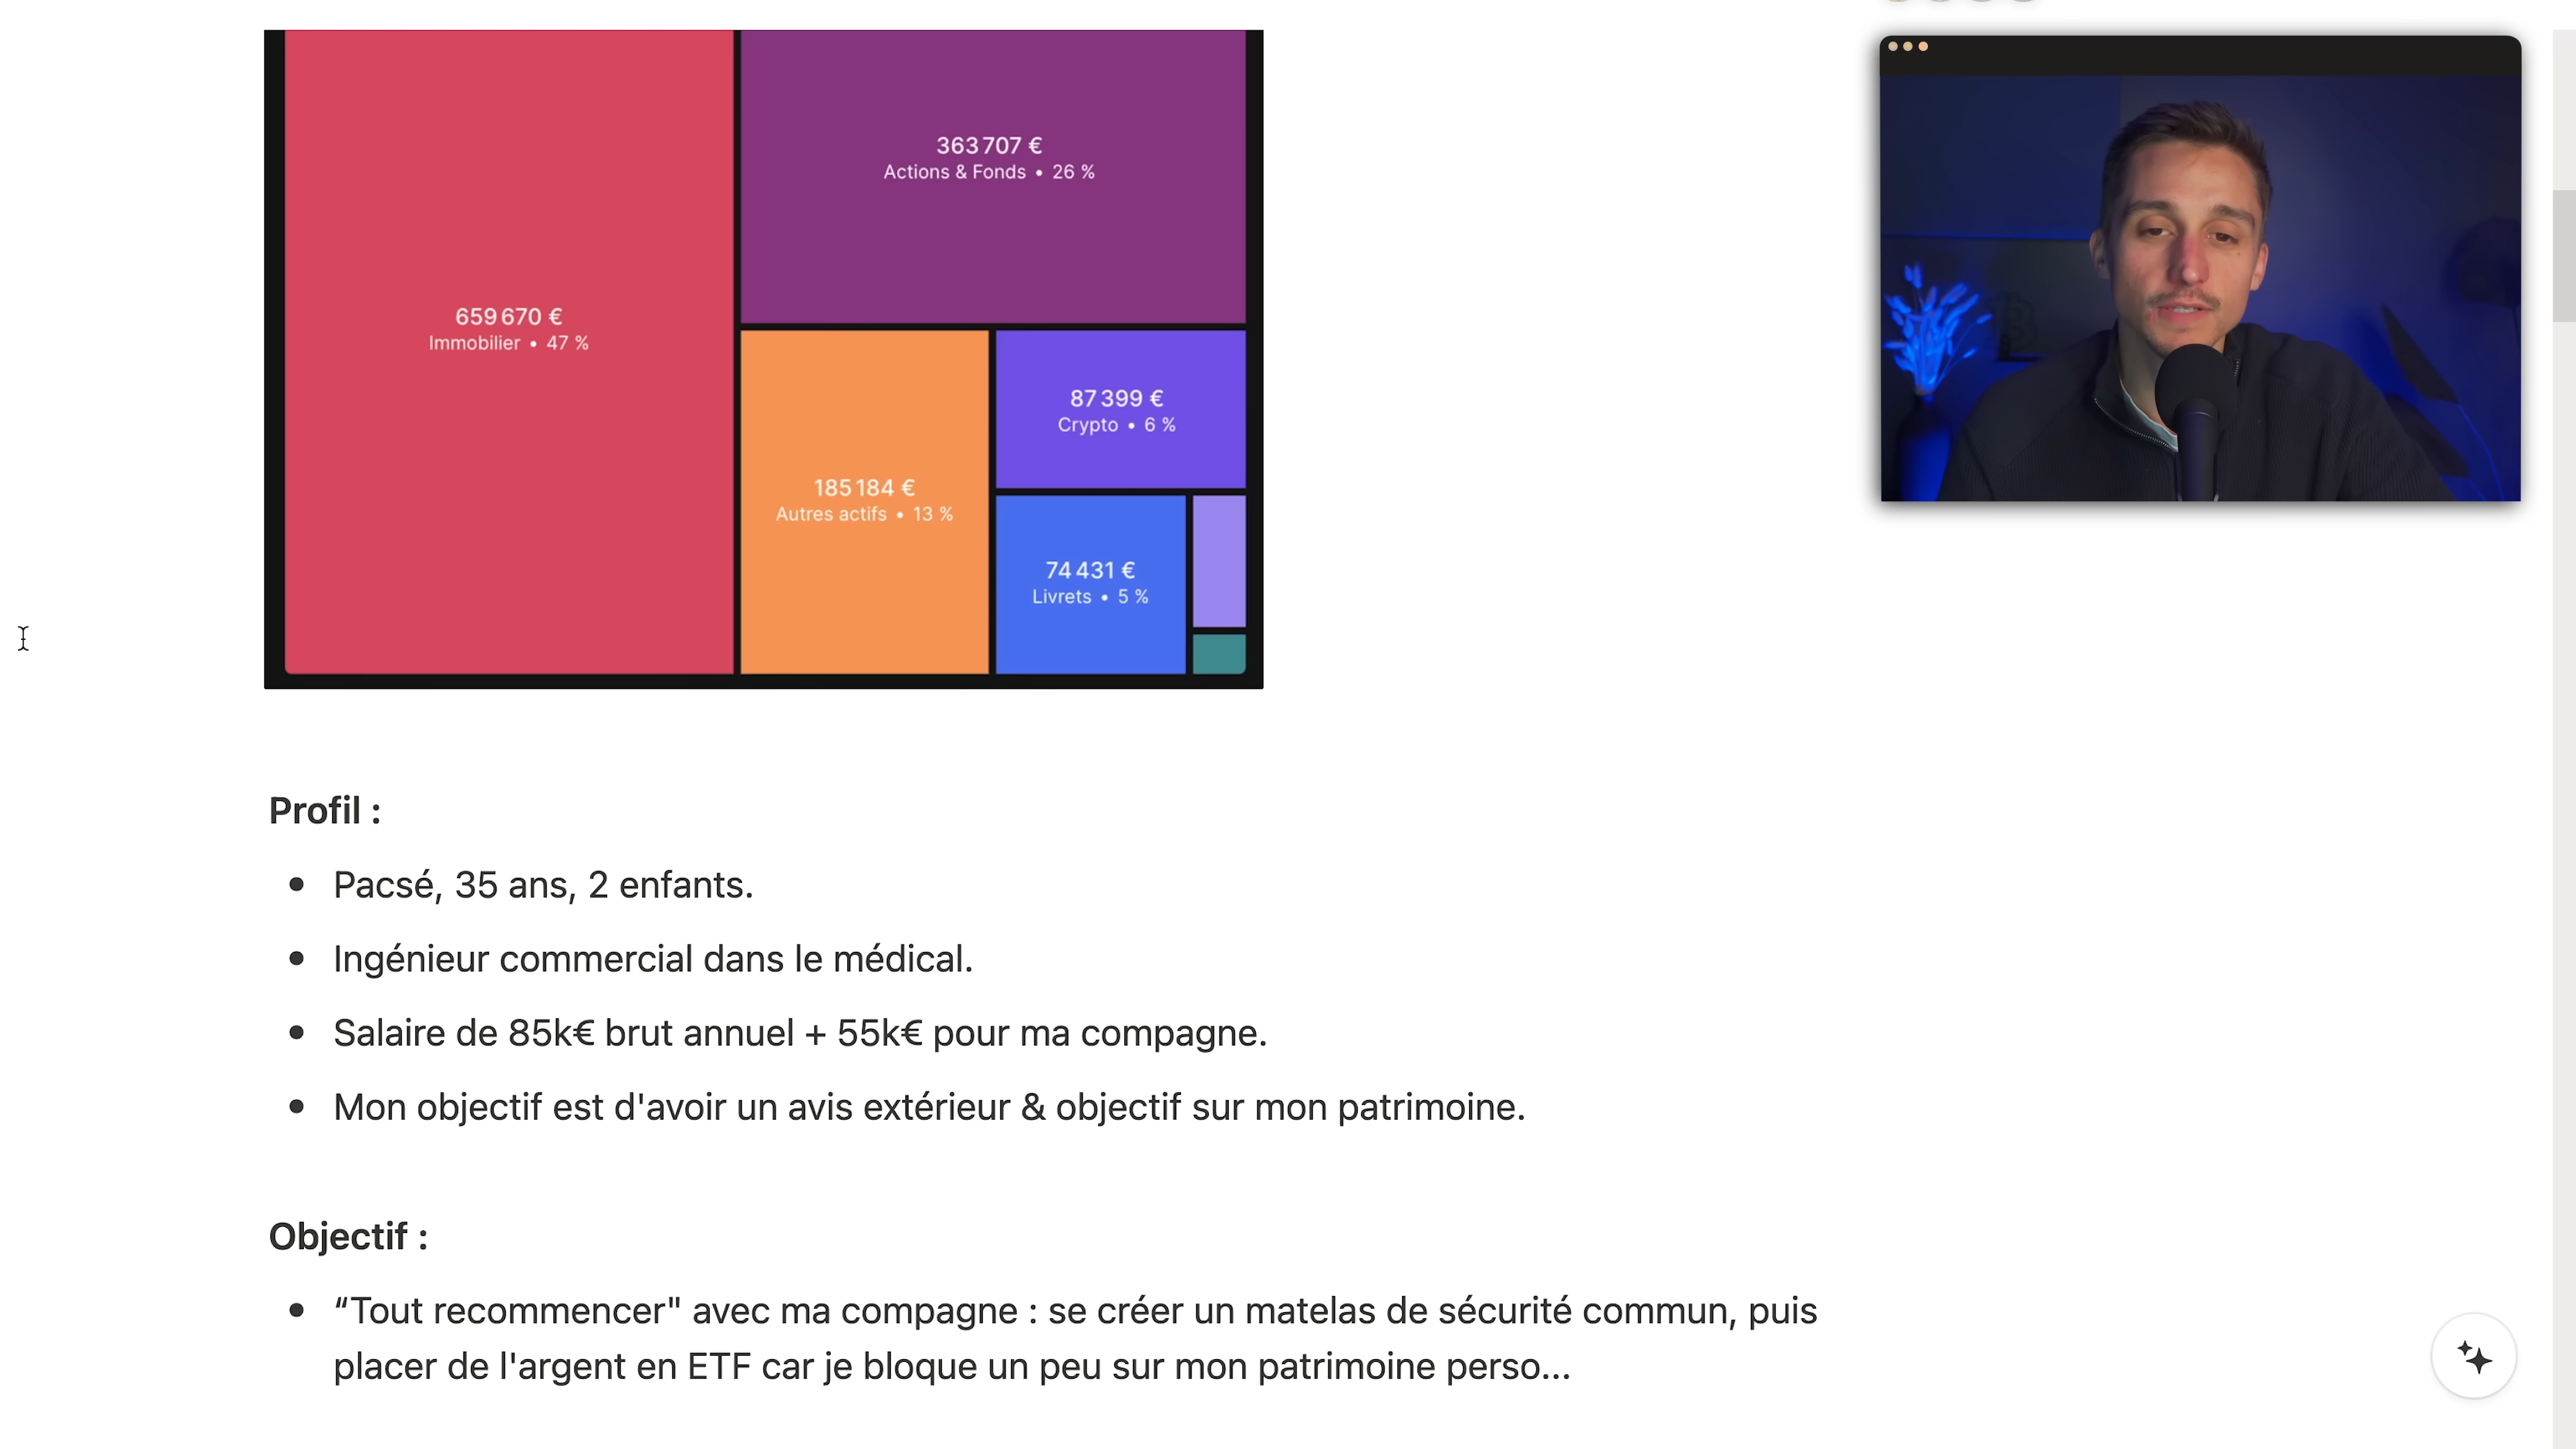 363 707 €
Actions & Fonds • 26 %
659 670 €
Immobilier • 47 %
87 399 €
Crypto • 6 %
185 184 €
Autres actifs • 13 %
74 431 €
Livrets • 5 %
Profil :
• Pacsé, 35 ans, 2 enfants.
• Ingénieur commercial dans le médical.
• Salaire de 85k€ brut annuel + 55k€ pour ma compagne.
• Mon objectif est d'avoir un avis extérieur & objectif sur mon patrimoine.
Objectif :
• “Tout recommencer" avec ma compagne : se créer un matelas de sécurité commun, puis
placer de l'argent en ETF car je bloque un peu sur mon patrimoine perso...